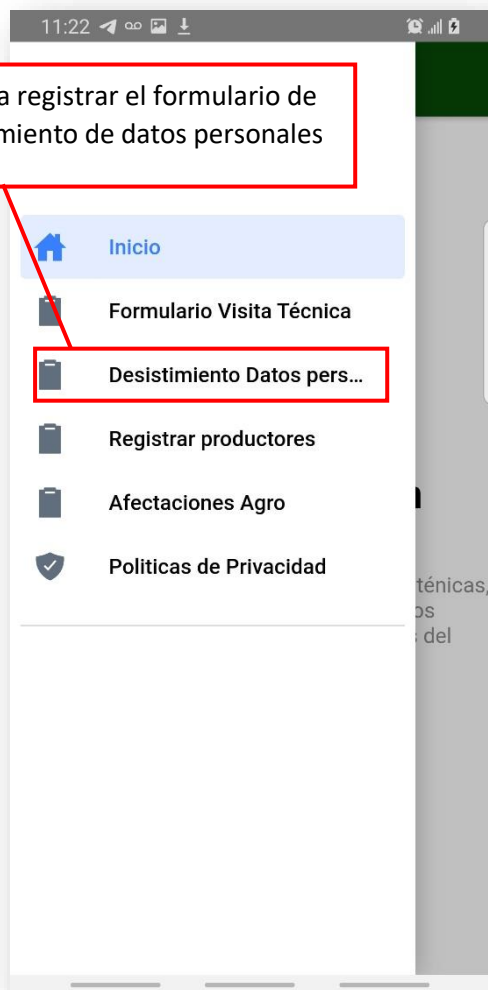 11:22
a registrar el formulario de
miento de datos personales
Inicio
Formulario Visita Técnica
Desistimiento Datos pers...
Registrar productores
Afectaciones Agro
Politicas de Privacidad
ténicas,
os
del